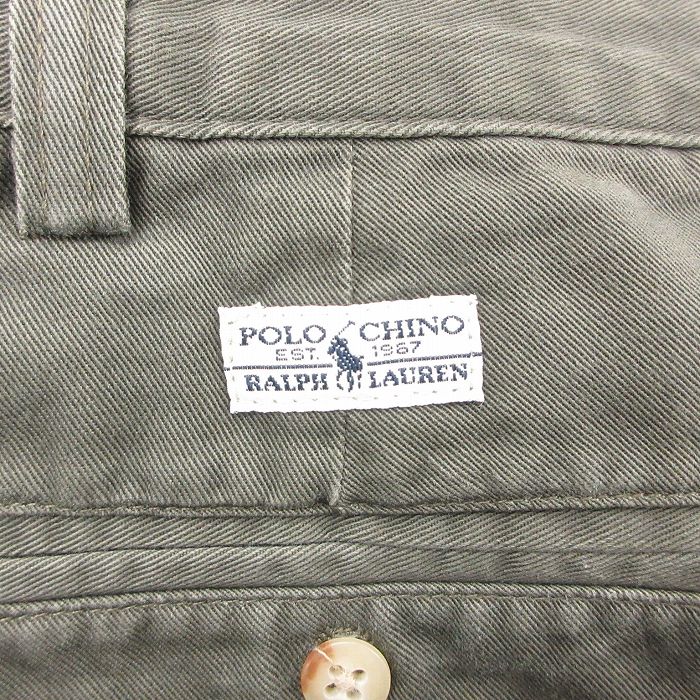 POLO CHINO
EST. 1967
RALPH LAUREN